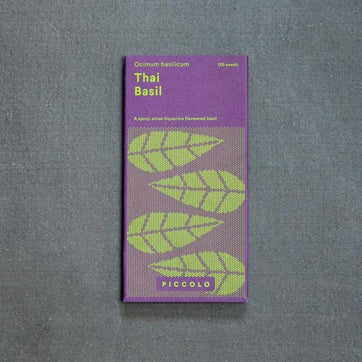 Ocimum basilicum 120 seeds
Thai
Basil
A spicy, anise-liquorice flavoured basil
PICCOLO